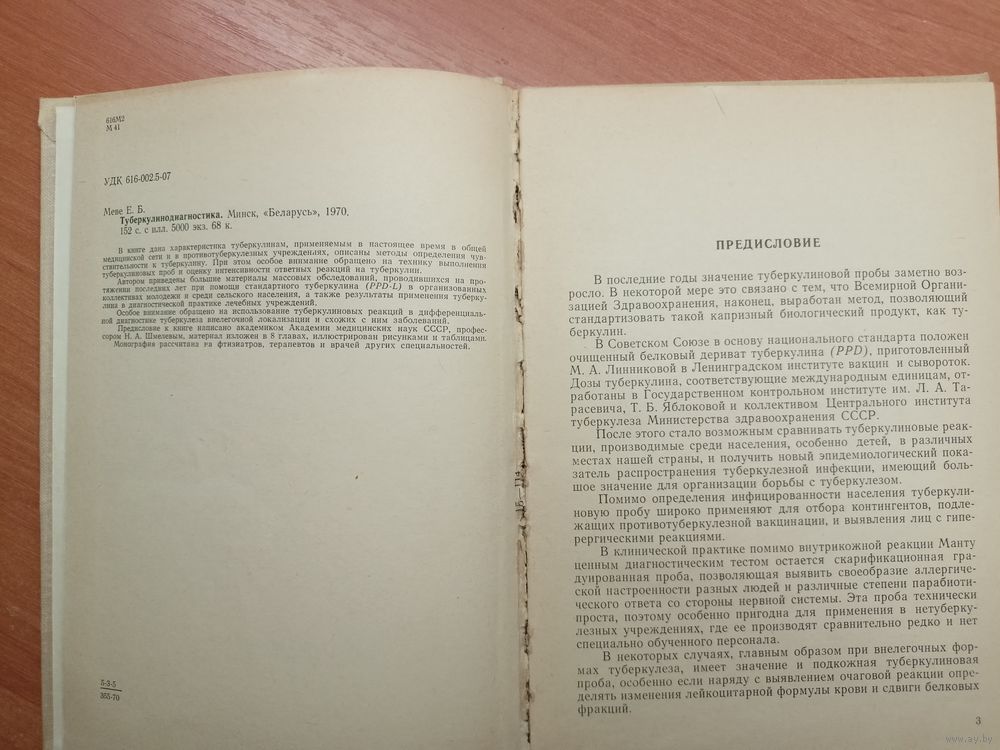 616М2
М 41
УДК 616-002.5-07
Меве Е. Б.
Туберкулинодиагностика. Минск, «Беларусь», 1970.
152 с. с илл. 5000 экз. 68 к.
В книге дана характеристика туберкулинам, применяемым в настоящее время в общей
медицинской сети и в противотуберкулезных учреждениях, описаны методы определения чув-
ствительности к туберкулину. При этом особое внимание обращено на технику выполнения
туберкулиновых проб и оценку интенсивности ответных реакций на туберкулин.
Автором приведены большие материалы массовых обследований, проводившихся на про-
тяжении последних лет при помощи стандартного туберкулина (PPD-L) в организованных
коллективах молодежи и среди сельского населения, а также результаты применения туберку-
лина в диагностической практике лечебных учреждений.
Особое внимание обращено на использование туберкулиновых реакций в дифференциаль-
ной диагностике туберкулеза внелегочной локализации и схожих с ним заболеваний.
Предисловие к книге написано академиком Академии медицинских наук СССР, профес-
сором Н. А. Шмелевым, материал изложен в 8 главах, иллюстрирован рисунками и таблицами.
Монография рассчитана на фтизиатров, терапевтов и врачей других специальностей.
5-3-5
365-70
ПРЕДИСЛОВИЕ
В последние годы значение туберкулиновой пробы заметно воз-
росло. В некоторой мере это связано с тем, что Всемирной Органи-
зацией Здравоохранения, наконец, выработан метод, позволяющий
стандартизовать такой капризный биологический продукт, как ту-
беркулин.
В Советском Союзе в основу национального стандарта положен
очищенный белковый дериват туберкулина (PPD), приготовленный
М. А. Линниковой в Ленинградском институте вакцин и сывороток.
Дозы туберкулина, соответствующие международным единицам, от-
работаны в Государственном контрольном институте им. Л. А. Та-
расевича, Т. Б. Яблоковой и коллективом Центрального института
туберкулеза Министерства здравоохранения СССР.
После этого стало возможным сравнивать туберкулиновые реак-
ции, производимые среди населения, особенно детей, в различных
местах нашей страны, и получить новый эпидемиологический пока-
затель распространения туберкулезной инфекции, имеющий боль-
шое значение для организации борьбы с туберкулезом.
Помимо определения инфицированности населения туберкули-
новую пробу широко применяют для отбора контингентов, подле-
жащих противотуберкулезной вакцинации, и выявления лиц с гипе-
рергическими реакциями.
В клинической практике помимо внутрикожной реакции Манту
ценным диагностическим тестом остается скарификационная гра-
дуированная проба, позволяющая выявить своеобразие аллергиче-
ской настроенности разных людей и различные степени парабиоти-
ческого ответа со стороны нервной системы. Эта проба технически
проста, поэтому особенно пригодна для применения в нетуберку-
лезных учреждениях, где ее производят сравнительно редко и нет
специально обученного персонала.
В некоторых случаях, главным образом при внелегочных фор-
мах туберкулеза, имеет значение и подкожная туберкулиновая
проба, особенно если наряду с выявлением очаговой реакции опре-
делять изменения лейкоцитарной формулы крови и сдвиги белковых
фракций.
3
www.ay.by